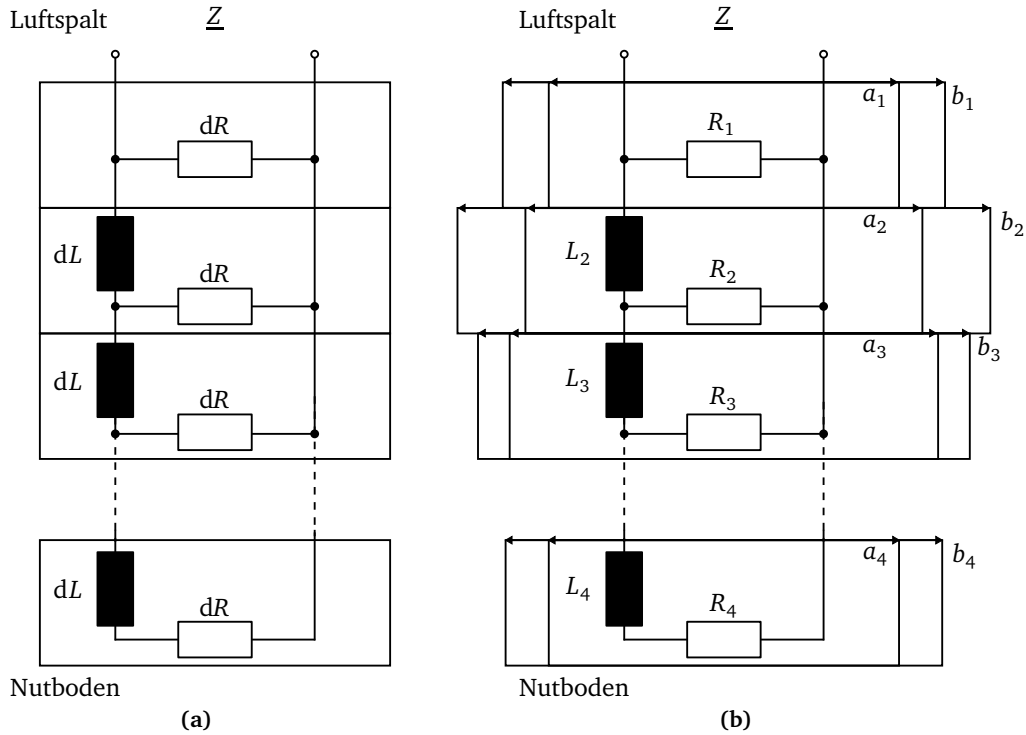 Luftspalt Z
dR
dL
dR
dL
dR
dL
dR
Nutboden
(a)
Luftspalt Z
a₁ b₁
R₁
a₂ b₂
L₂
R₂
a₃ b₃
L₃
R₃
a₄ b₄
L₄
R₄
Nutboden
(b)